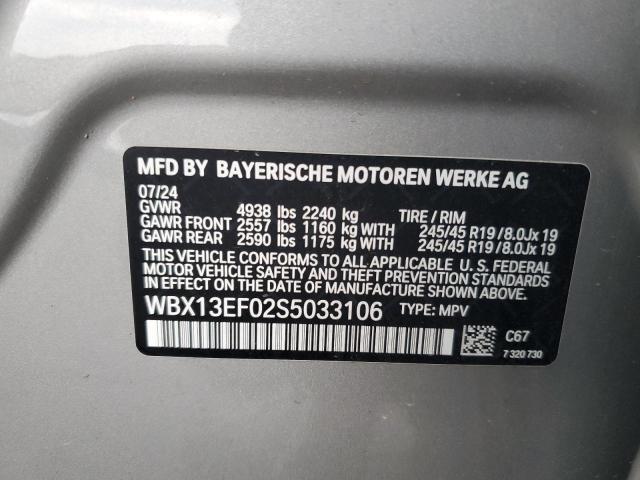 MFD BY BAYERISCHE MOTOREN WERKE AG
07/24
GVWR 4938 lbs 2240 kg TIRE / RIM
GAWR FRONT 2557 lbs 1160 kg WITH 245/45 R19/8.0Jx19
GAWR REAR 2590 lbs 1175 kg WITH 245/45 R19/8.0Jx19
THIS VEHICLE CONFORMS TO ALL APPLICABLE U. S. FEDERAL
MOTOR VEHICLE SAFETY AND THEFT PREVENTION STANDARDS
IN EFFECT ON THE DATE OF MANUFACTURE SHOWN ABOVE.
WBX13EF02S5033106 TYPE: MPV
C67
7 320 730